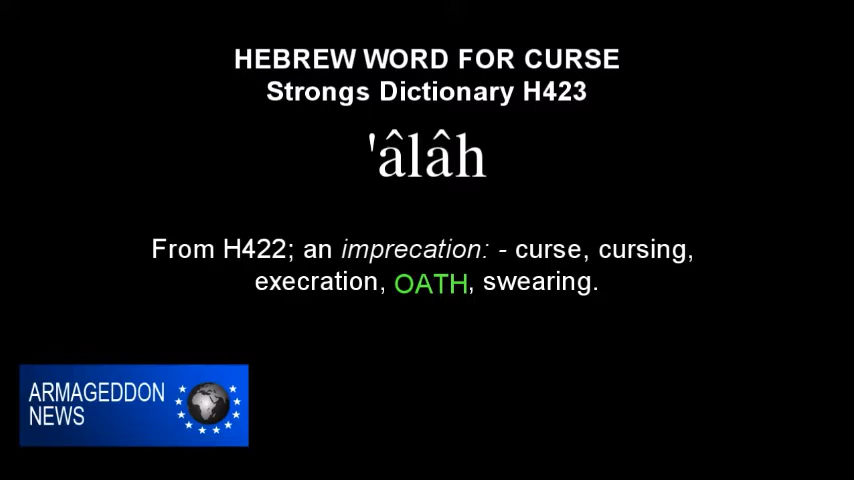 HEBREW WORD FOR CURSE
Strongs Dictionary H423
'âlâh
From H422; an imprecation: - curse, cursing,
execration, OATH, swearing.
ARMAGEDDON
NEWS